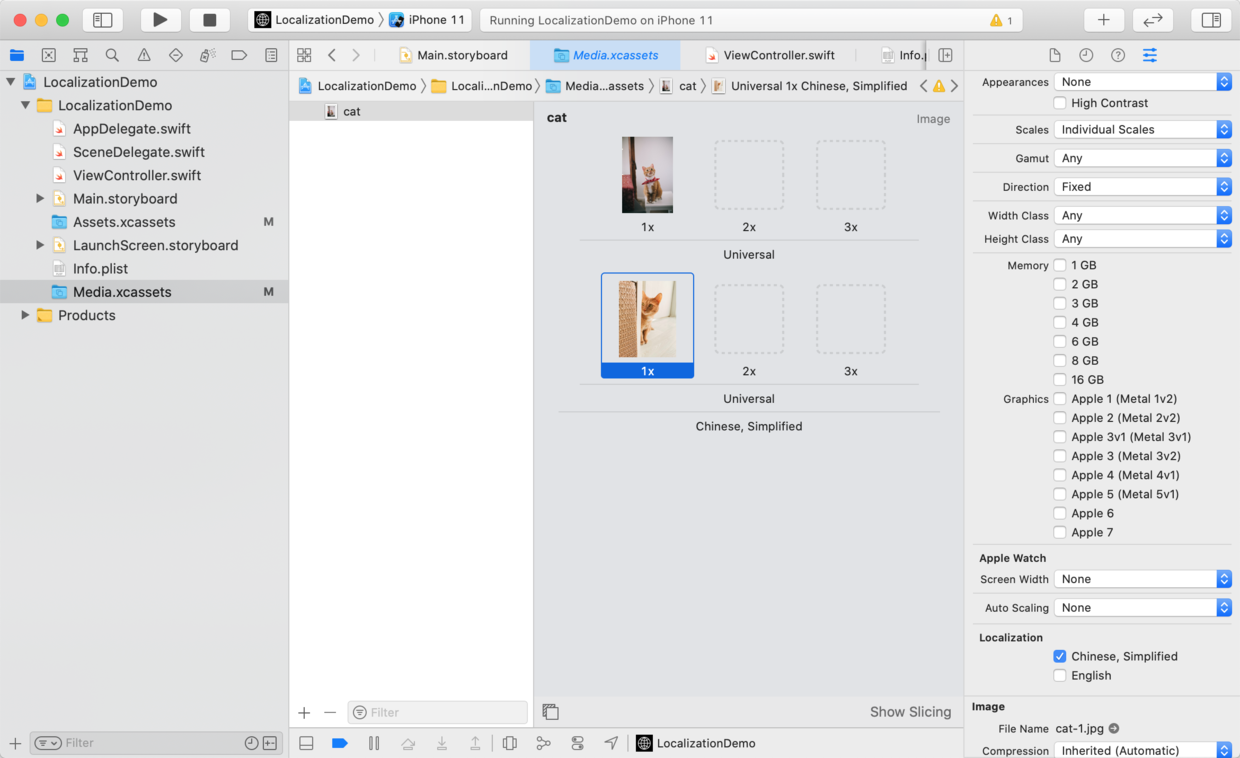 LocalizationDemo
iPhone 11
Running LocalizationDemo on iPhone 11
1
Main.storyboard
Media.xcassets
ViewController.swift
Info.p
LocalizationDemo
LocalizationDemo
AppDelegate.swift
SceneDelegate.swift
ViewController.swift
Main.storyboard
Assets.xcassets M
LaunchScreen.storyboard
Info.plist
Media.xcassets M
Products
Filter
LocalizationDemo
Locali...nDemo
Media...assets
cat
Universal 1x Chinese, Simplified
cat
Filter
cat
Image
1x 2x 3x
Universal
1x 2x 3x
Universal
Chinese, Simplified
Show Slicing
LocalizationDemo
Appearances None
High Contrast
Scales Individual Scales
Gamut Any
Direction Fixed
Width Class Any
Height Class Any
Memory 1 GB
2 GB
3 GB
4 GB
6 GB
8 GB
16 GB
Graphics Apple 1 (Metal 1v2)
Apple 2 (Metal 2v2)
Apple 3v1 (Metal 3v1)
Apple 3 (Metal 3v2)
Apple 4 (Metal 4v1)
Apple 5 (Metal 5v1)
Apple 6
Apple 7
Apple Watch
Screen Width None
Auto Scaling None
Localization
Chinese, Simplified
English
Image
File Name cat-1.jpg
Compression Inherited (Automatic)